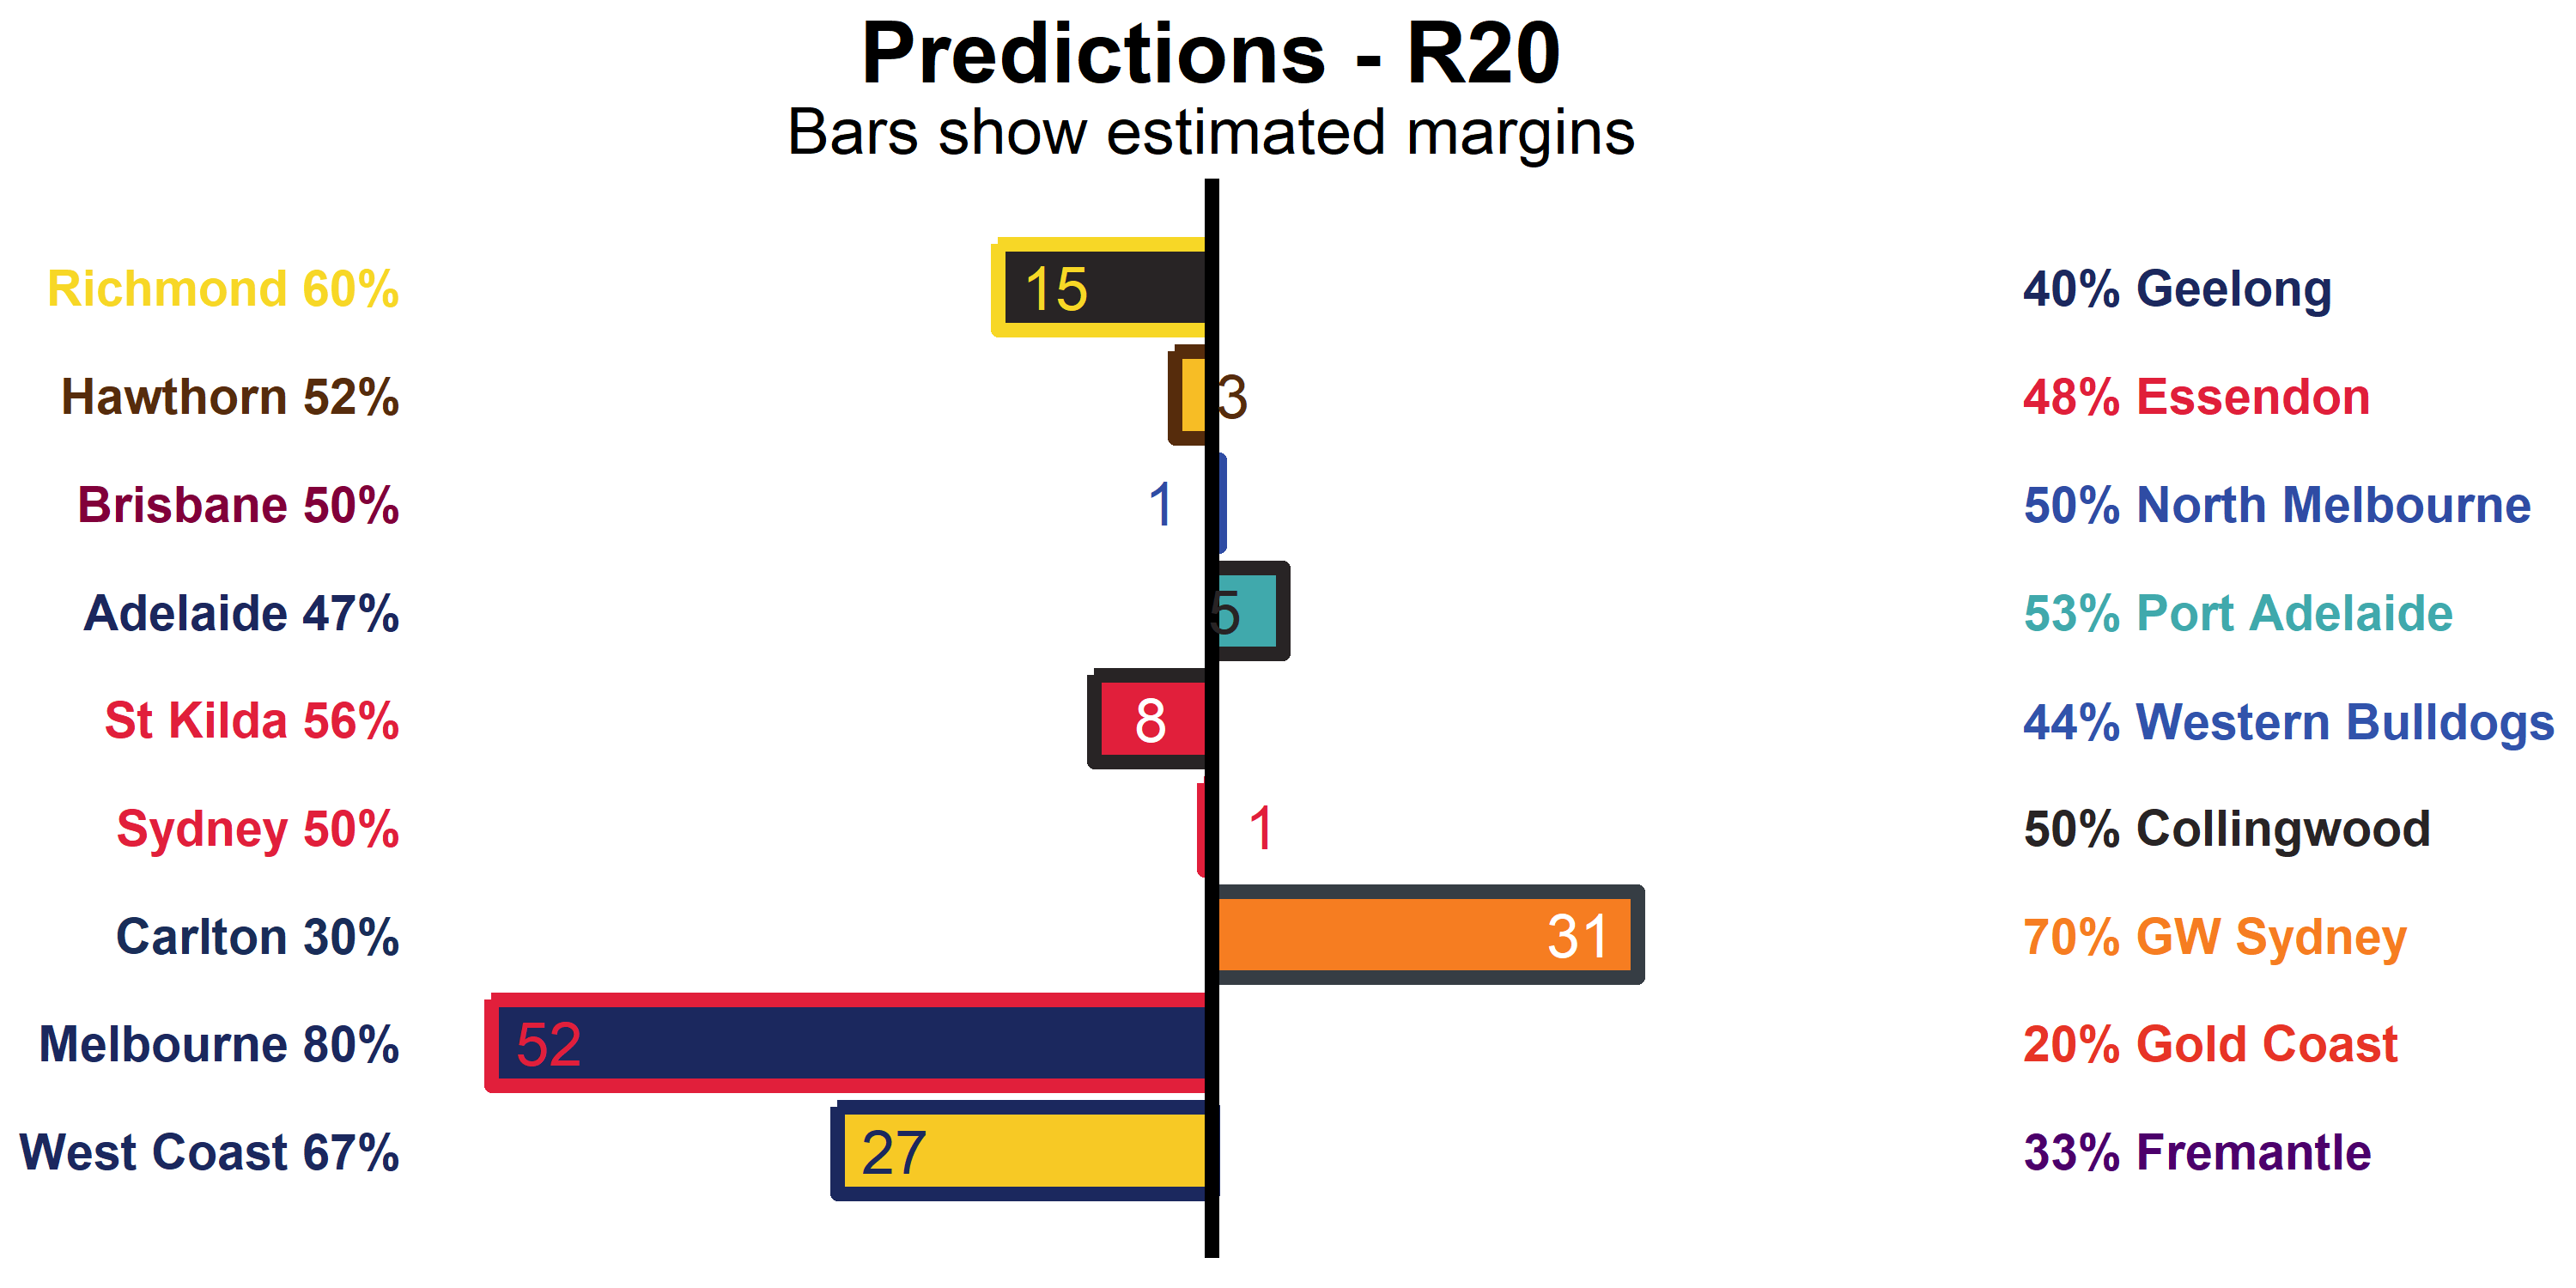 Predictions - R20
Bars show estimated margins
Richmond 60% 15 40% Geelong
Hawthorn 52% 3 48% Essendon
Brisbane 50% 1 50% North Melbourne
Adelaide 47% 5 53% Port Adelaide
St Kilda 56% 8 44% Western Bulldogs
Sydney 50% 1 50% Collingwood
Carlton 30% 31 70% GW Sydney
Melbourne 80% 52 20% Gold Coast
West Coast 67% 27 33% Fremantle